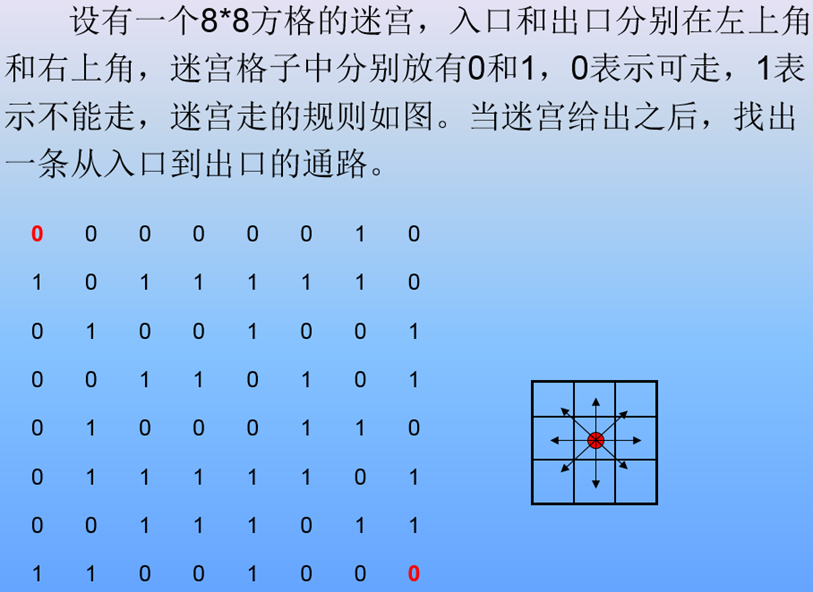 设有一个8*8方格的迷宫，入口和出口分别在左上角
和右上角，迷宫格子中分别放有0和1，0表示可走，1表
示不能走，迷宫走的规则如图。当迷宫给出之后，找出
一条从入口到出口的通路。
0 0 0 0 0 0 1 0
1 0 1 1 1 1 1 0
0 1 0 0 1 0 0 1
0 0 1 1 0 1 0 1
0 1 0 0 0 1 1 0
0 1 1 1 1 1 0 1
0 0 1 1 1 0 1 1
1 1 0 0 1 0 0 0